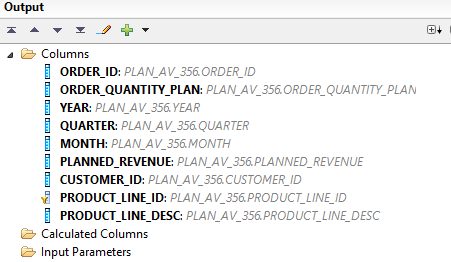 Output
Columns
ORDER_ID: PLAN_AV_356.ORDER_ID
ORDER_QUANTITY_PLAN: PLAN_AV_356.ORDER_QUANTITY_PLAN
YEAR: PLAN_AV_356.YEAR
QUARTER: PLAN_AV_356.QUARTER
MONTH: PLAN_AV_356.MONTH
PLANNED_REVENUE: PLAN_AV_356.PLANNED_REVENUE
CUSTOMER_ID: PLAN_AV_356.CUSTOMER_ID
PRODUCT_LINE_ID: PLAN_AV_356.PRODUCT_LINE_ID
PRODUCT_LINE_DESC: PLAN_AV_356.PRODUCT_LINE_DESC
Calculated Columns
Input Parameters